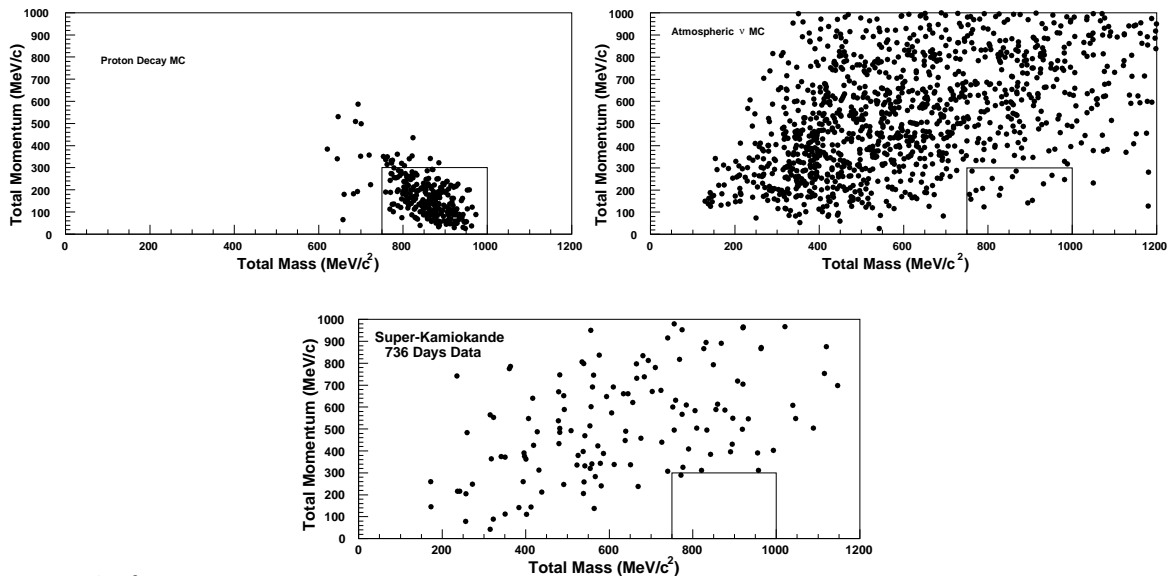 1000
900
800
700
600
500
400
300
200
100
0
Total Momentum (MeV/c)
Proton Decay MC
0 200 400 600 800 1000 1200
Total Mass (MeV/c²)
1000
900
800
700
600
500
400
300
200
100
0
Total Momentum (MeV/c)
Atmospheric ν MC
0 200 400 600 800 1000 1200
Total Mass (MeV/c²)
1000
900
800
700
600
500
400
300
200
100
0
Total Momentum (MeV/c)
Super-Kamiokande
736 Days Data
0 200 400 600 800 1000 1200
Total Mass (MeV/c²)